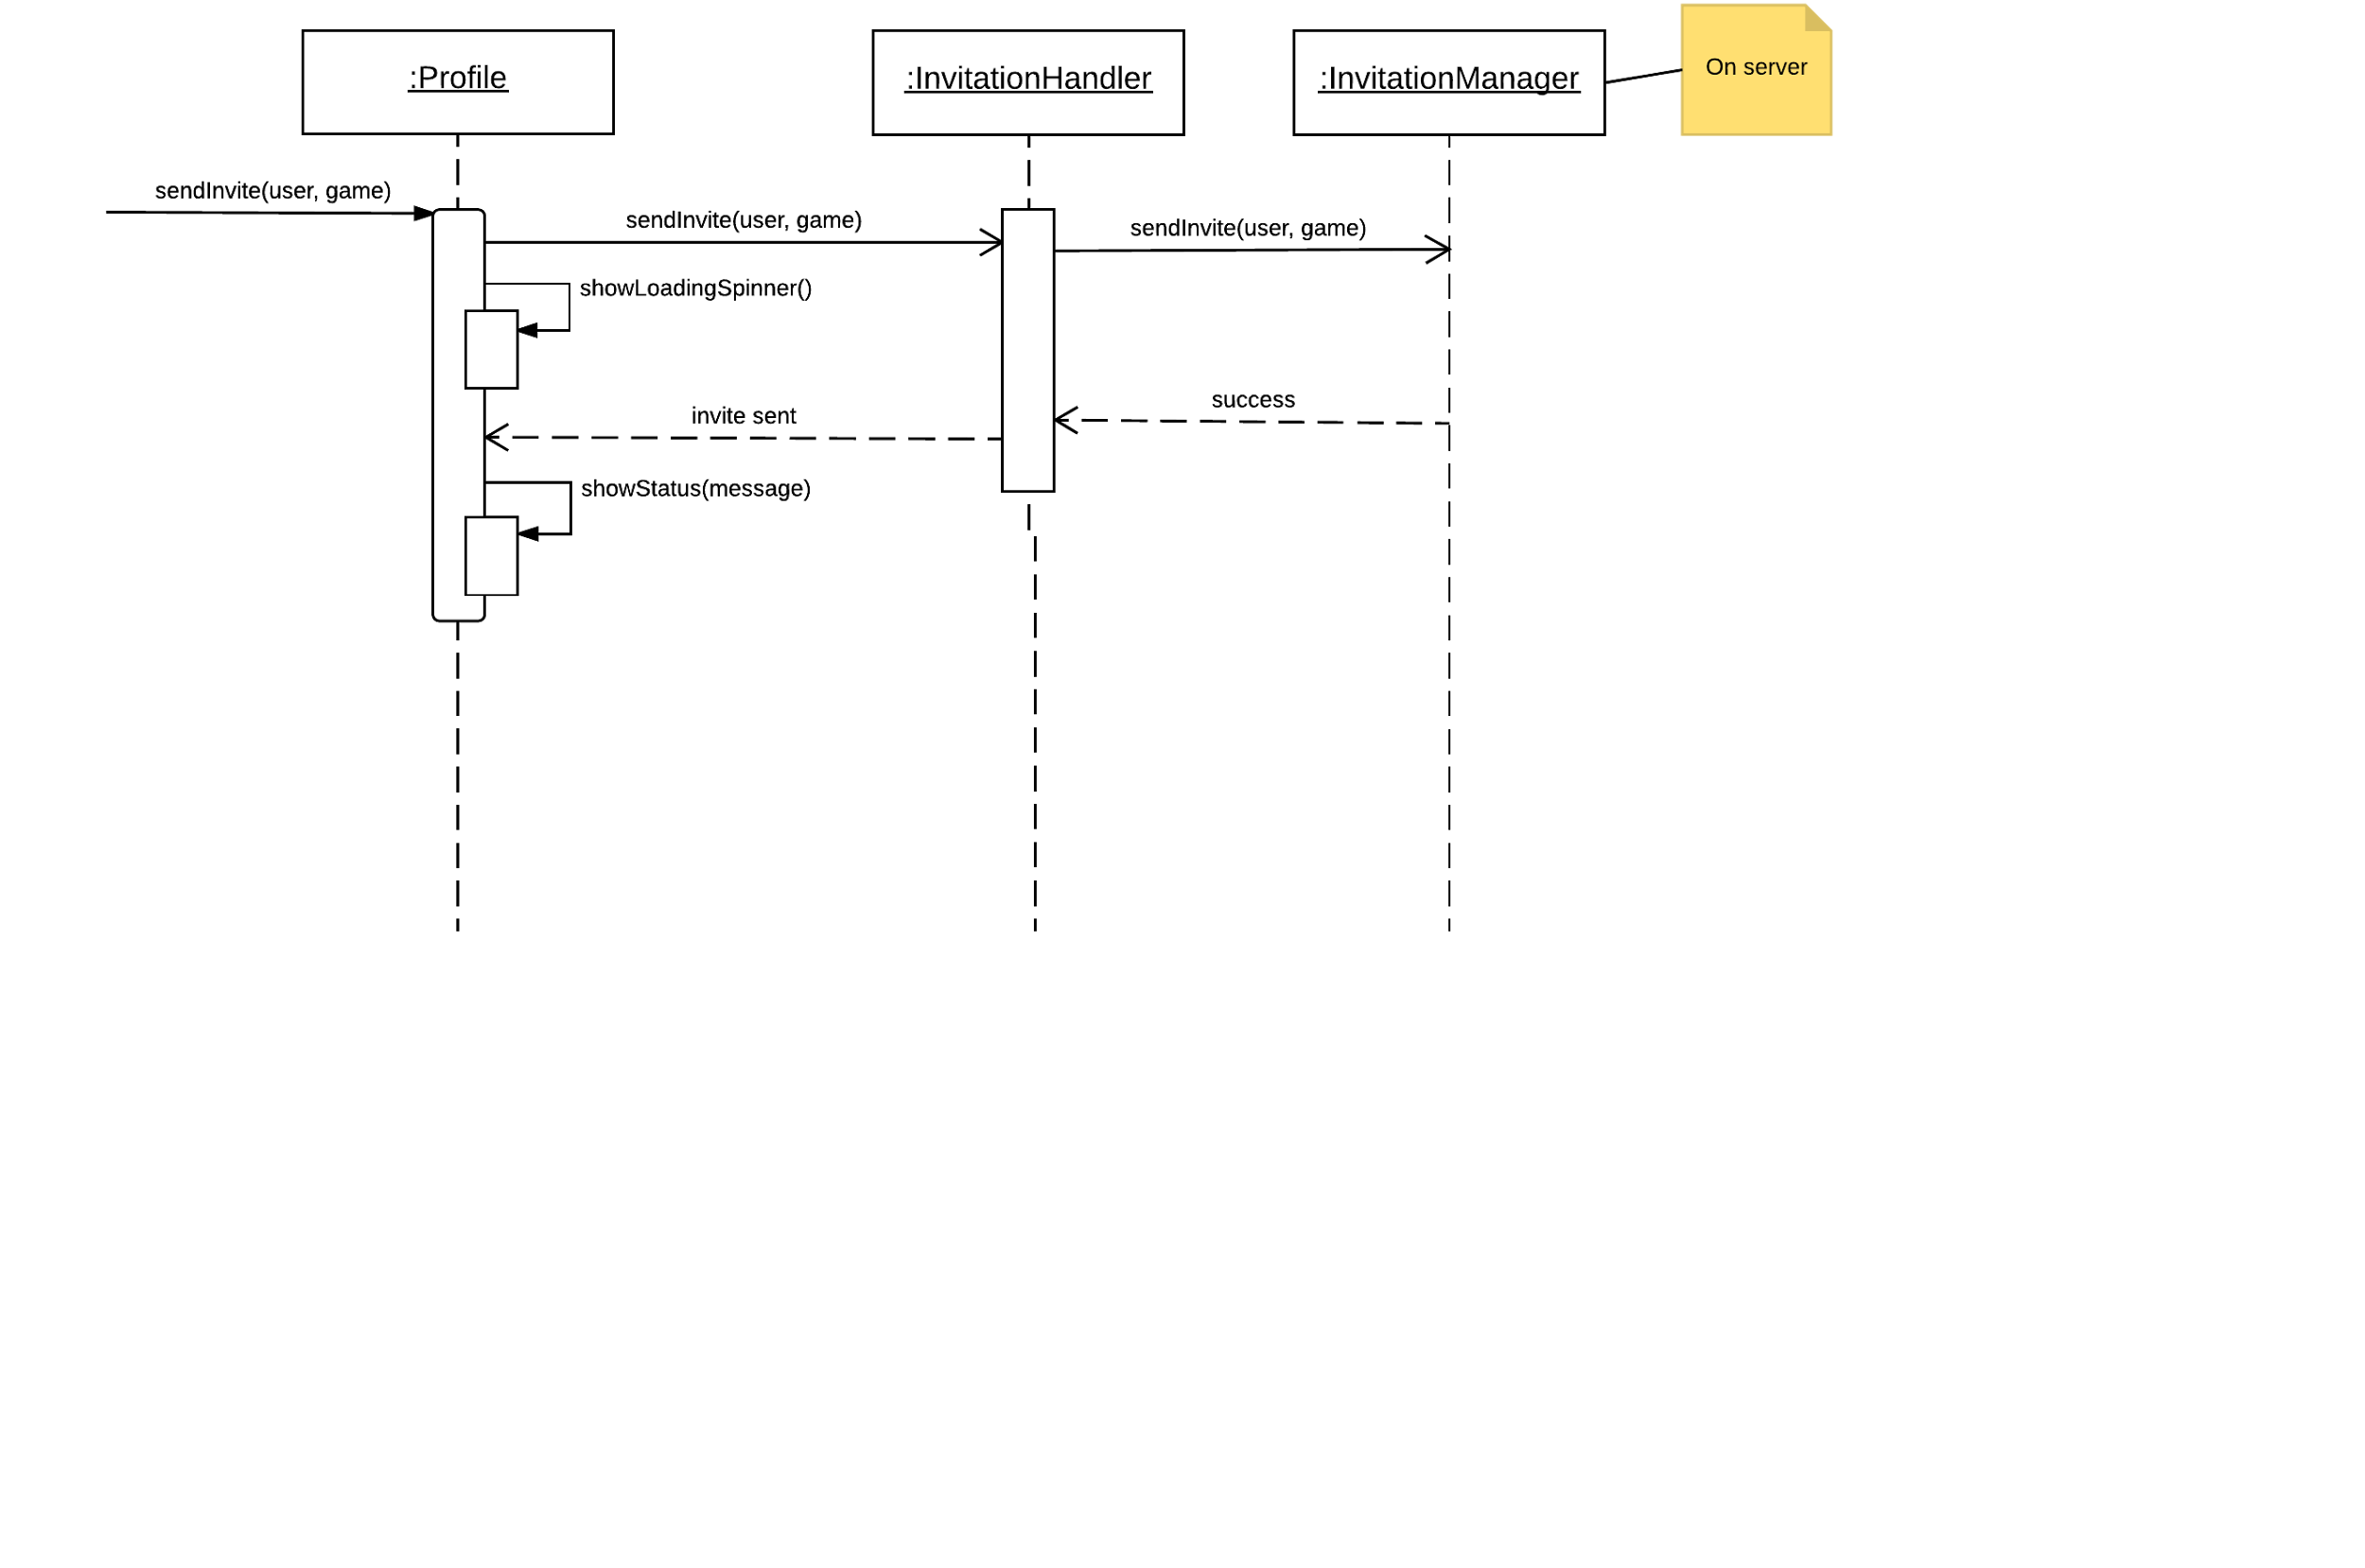 :Profile
:InvitationHandler
:InvitationManager
On server
sendInvite(user, game)
sendInvite(user, game)
sendInvite(user, game)
showLoadingSpinner()
success
invite sent
showStatus(message)